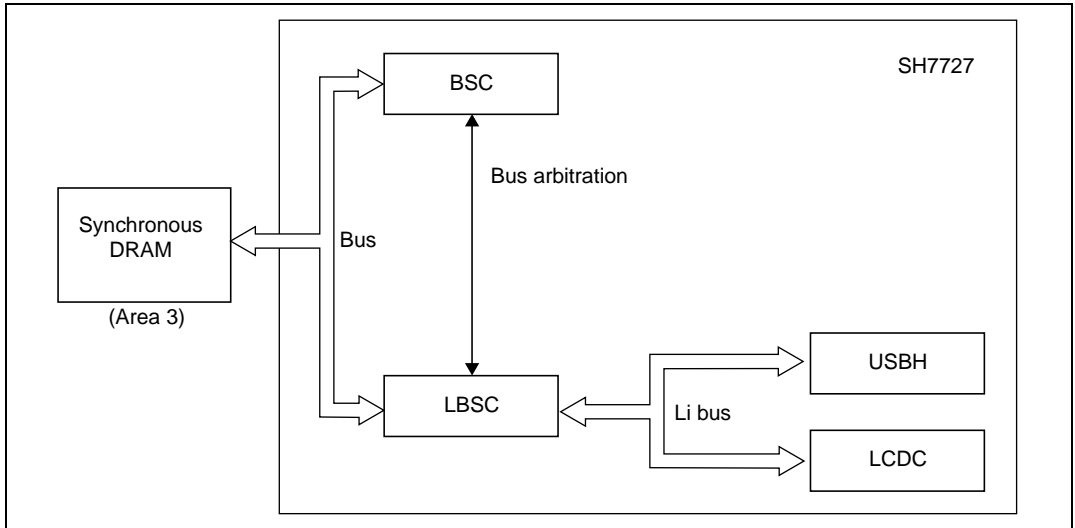 SH7727
BSC
Bus arbitration
Synchronous
DRAM
(Area 3)
Bus
LBSC
Li bus
USBH
LCDC